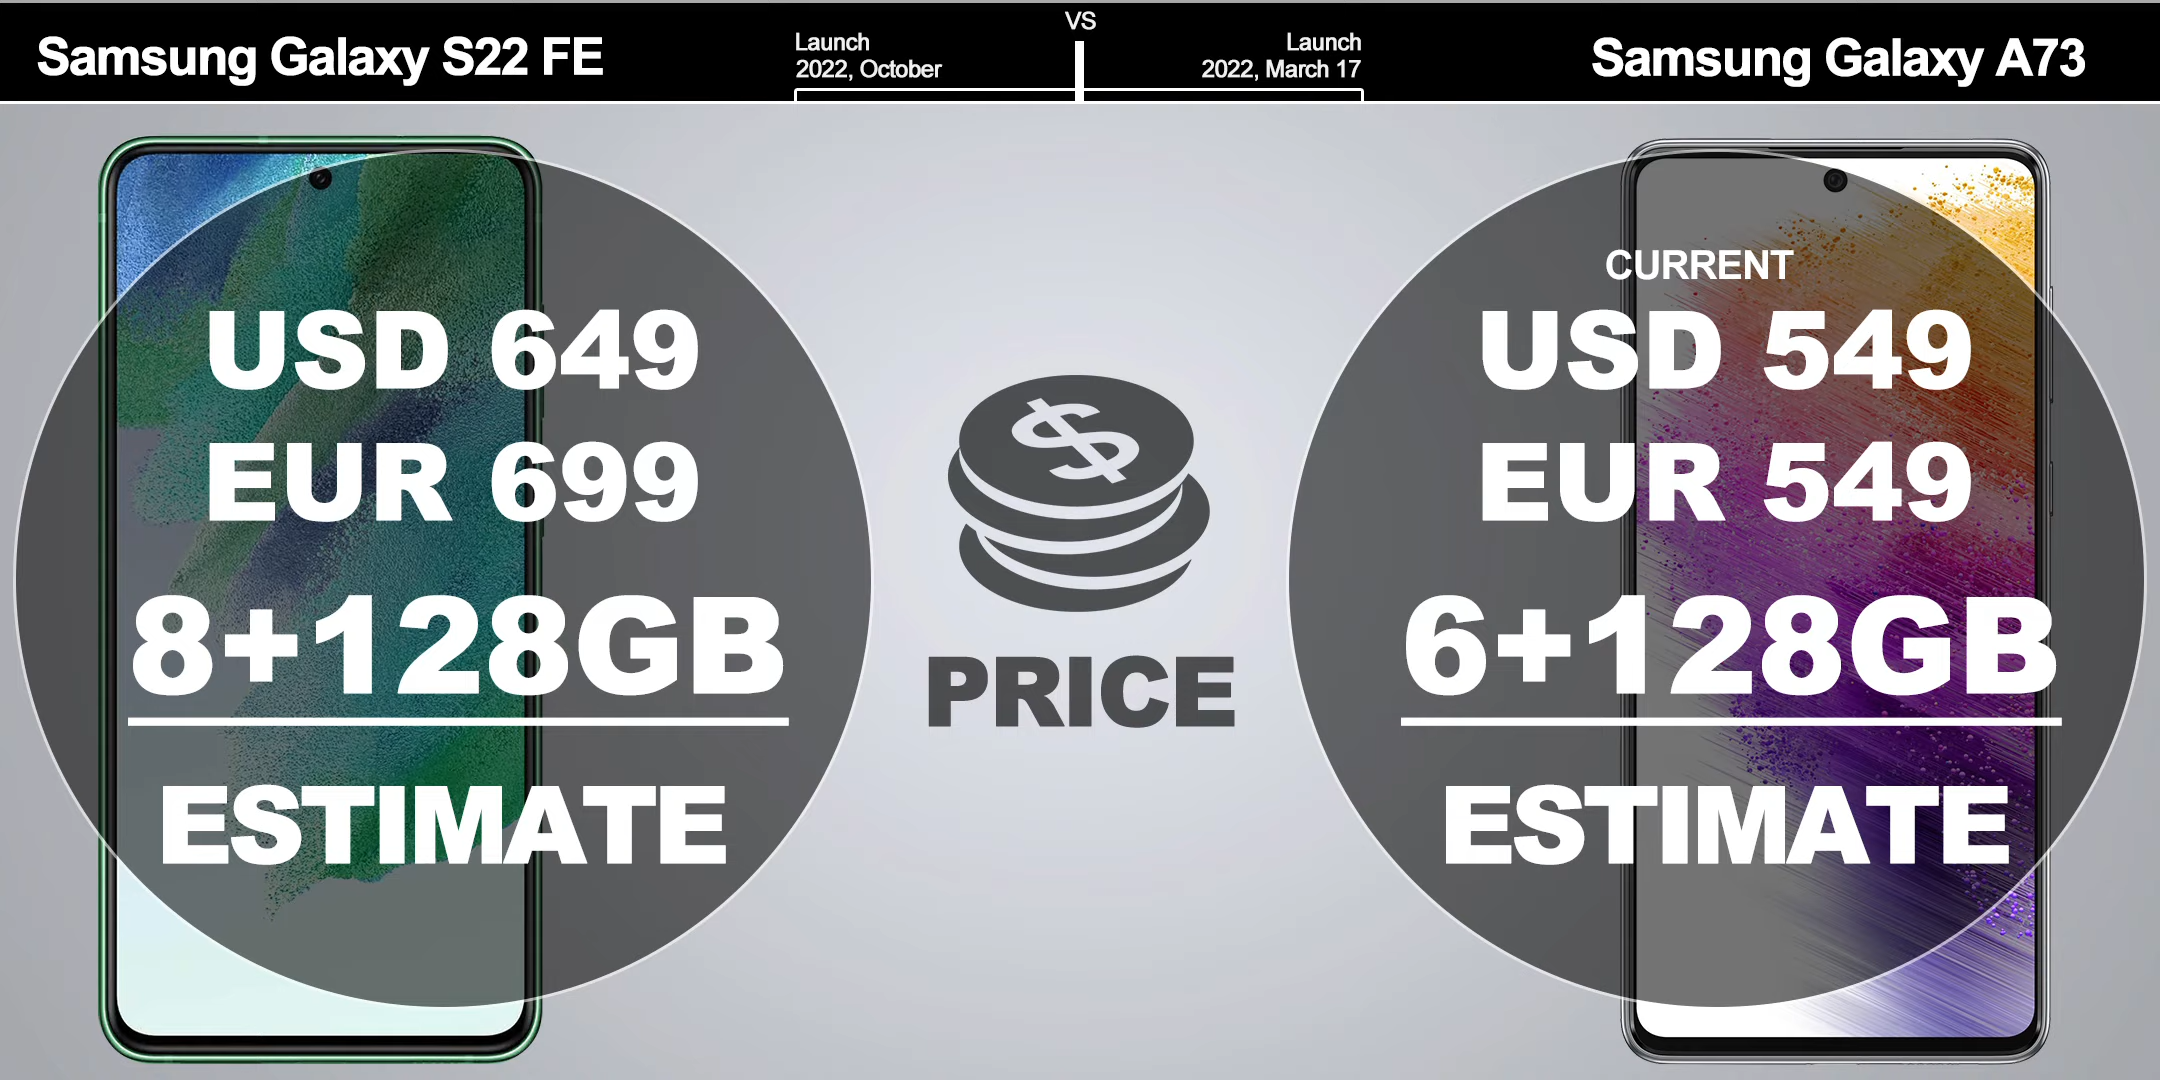 Samsung Galaxy S22 FE
Launch
2022, October
VS
Launch
2022, March 17
Samsung Galaxy A73
USD 649
EUR 699
8+128GB
ESTIMATE
$
PRICE
CURRENT
USD 549
EUR 549
6+128GB
ESTIMATE